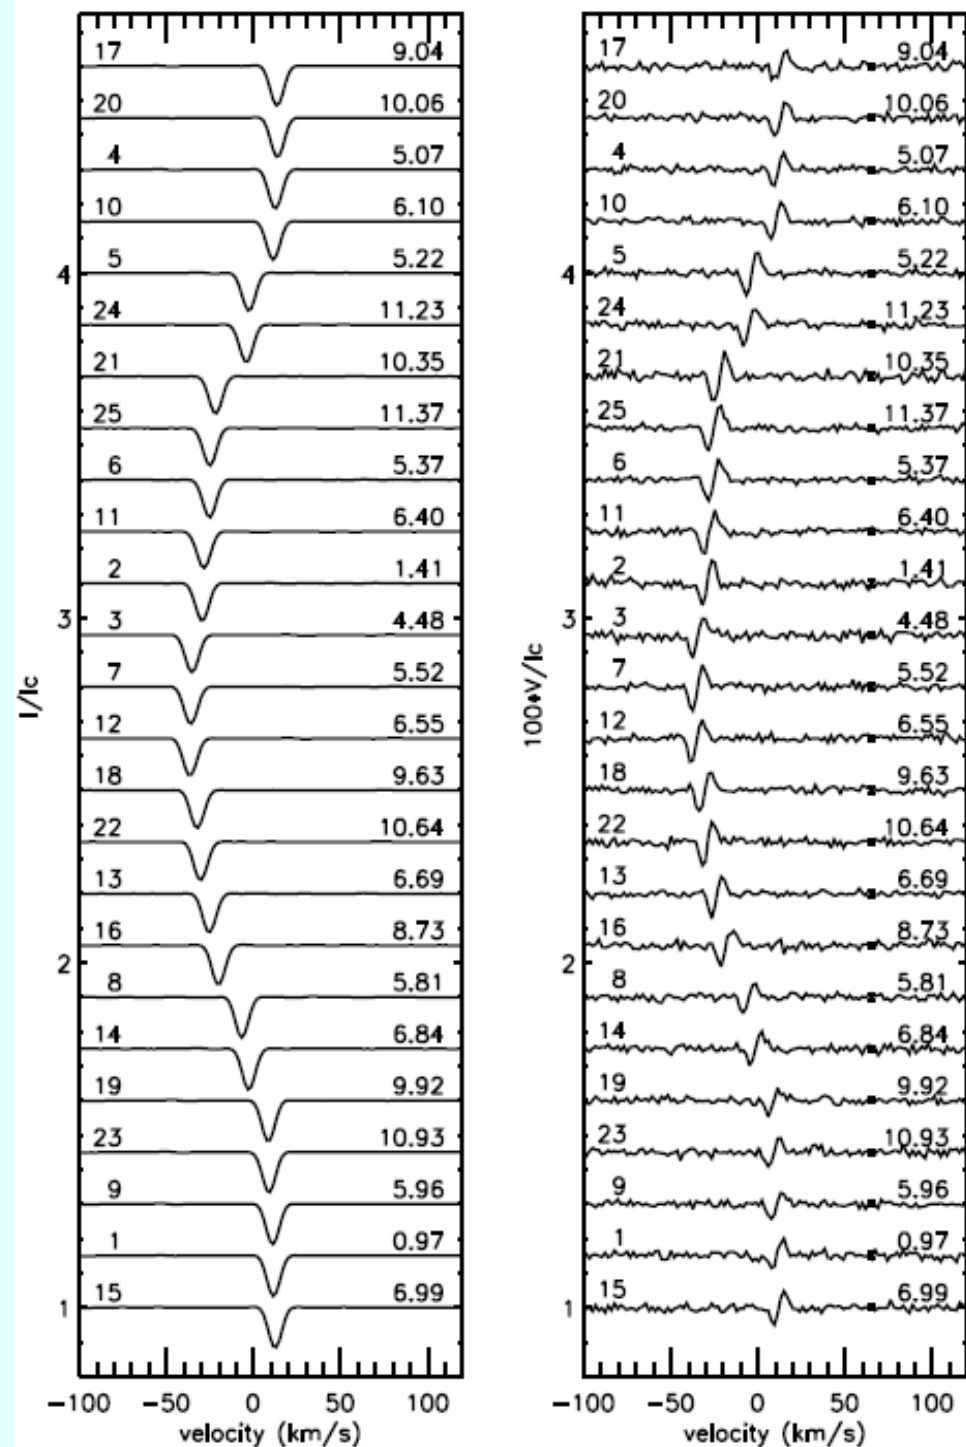 17 9.04 17 9.04
20 10.06 20 10.06
4 5.07 4 5.07
10 6.10 10 6.10
4 5 5.22 4 5 5.22
24 11.23 24 11.23
21 10.35 21 10.35
25 11.37 25 11.37
6 5.37 6 5.37
11 6.40 11 6.40
2 1.41 2 1.41
3 3 4.48 3 3 4.48
I/Ic 7 5.52 100*V/Ic 7 5.52
12 6.55 12 6.55
18 9.63 18 9.63
22 10.64 22 10.64
13 6.69 13 6.69
16 8.73 16 8.73
2 8 5.81 2 8 5.81
14 6.84 14 6.84
19 9.92 19 9.92
23 10.93 23 10.93
9 5.96 9 5.96
1 0.97 1 0.97
1 15 6.99 1 15 6.99
−100 −50 0 50 100 −100 −50 0 50 100
velocity (km/s) velocity (km/s)